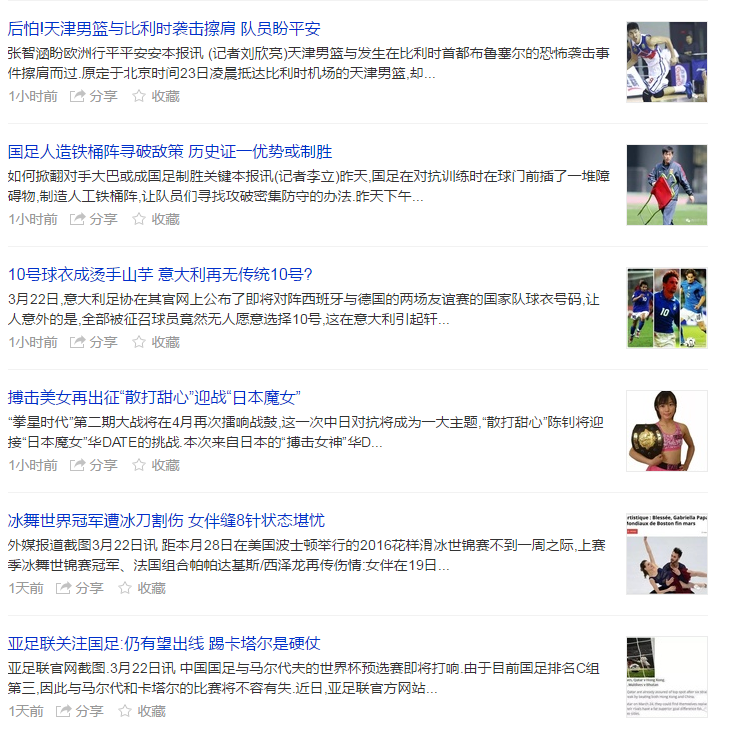 后怕!天津男篮与比利时袭击擦肩 队员盼平安
张智涵盼欧洲行平平安安本报讯 (记者刘欣亮)天津男篮与发生在比利时首都布鲁塞尔的恐怖袭击事
件擦肩而过.原定于北京时间23日凌晨抵达比利时机场的天津男篮,却...
1小时前 分享 收藏
国足人造铁桶阵寻破敌策 历史证一优势或制胜
如何掀翻对手大巴或成国足制胜关键本报讯(记者李立)昨天,国足在对抗训练时在球门前插了一堆障
碍物,制造人工铁桶阵,让队员们寻找攻破密集防守的办法.昨天下午...
1小时前 分享 收藏
10号球衣成烫手山芋 意大利再无传统10号?
3月22日,意大利足协在其官网上公布了即将对阵西班牙与德国的两场友谊赛的国家队球衣号码,让
人意外的是,全部被征召球员竟然无人愿意选择10号,这在意大利引起轩...
1小时前 分享 收藏
10
搏击美女再出征“散打甜心”迎战“日本魔女”
“拳星时代”第二期大战将在4月再次擂响战鼓,这一次中日对抗将成为一大主题,“散打甜心”陈钊将迎
接“日本魔女”华DATE的挑战.本次来自日本的“搏击女神”华D...
1小时前 分享 收藏
冰舞世界冠军遭冰刀割伤 女伴缝8针状态堪忧
外媒报道截图3月22日讯 距本月28日在美国波士顿举行的2016花样滑冰世锦赛不到一周之际,上赛
季冰舞世锦赛冠军、法国组合帕帕达基斯/西泽龙再传伤情:女伴在19日...
1天前 分享 收藏
artistique : Blessée, Gabriella Papa
Mondiaux de Boston fin mars
亚足联关注国足:仍有望出线 踢卡塔尔是硬仗
亚足联官网截图.3月22日讯 中国国足与马尔代夫的世界杯预选赛即将打响.由于目前国足排名C组
第三,因此与马尔代和卡塔尔的比赛将不容有失.近日,亚足联官方网站...
1天前 分享 收藏